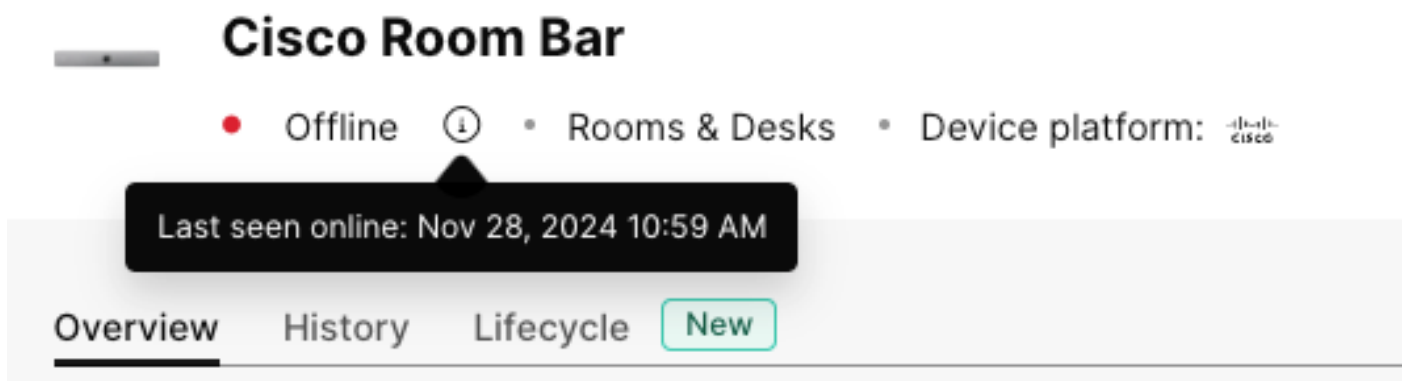 Cisco Room Bar
Offline Rooms & Desks Device platform: CISCO
Last seen online: Nov 28, 2024 10:59 AM
Overview History Lifecycle New